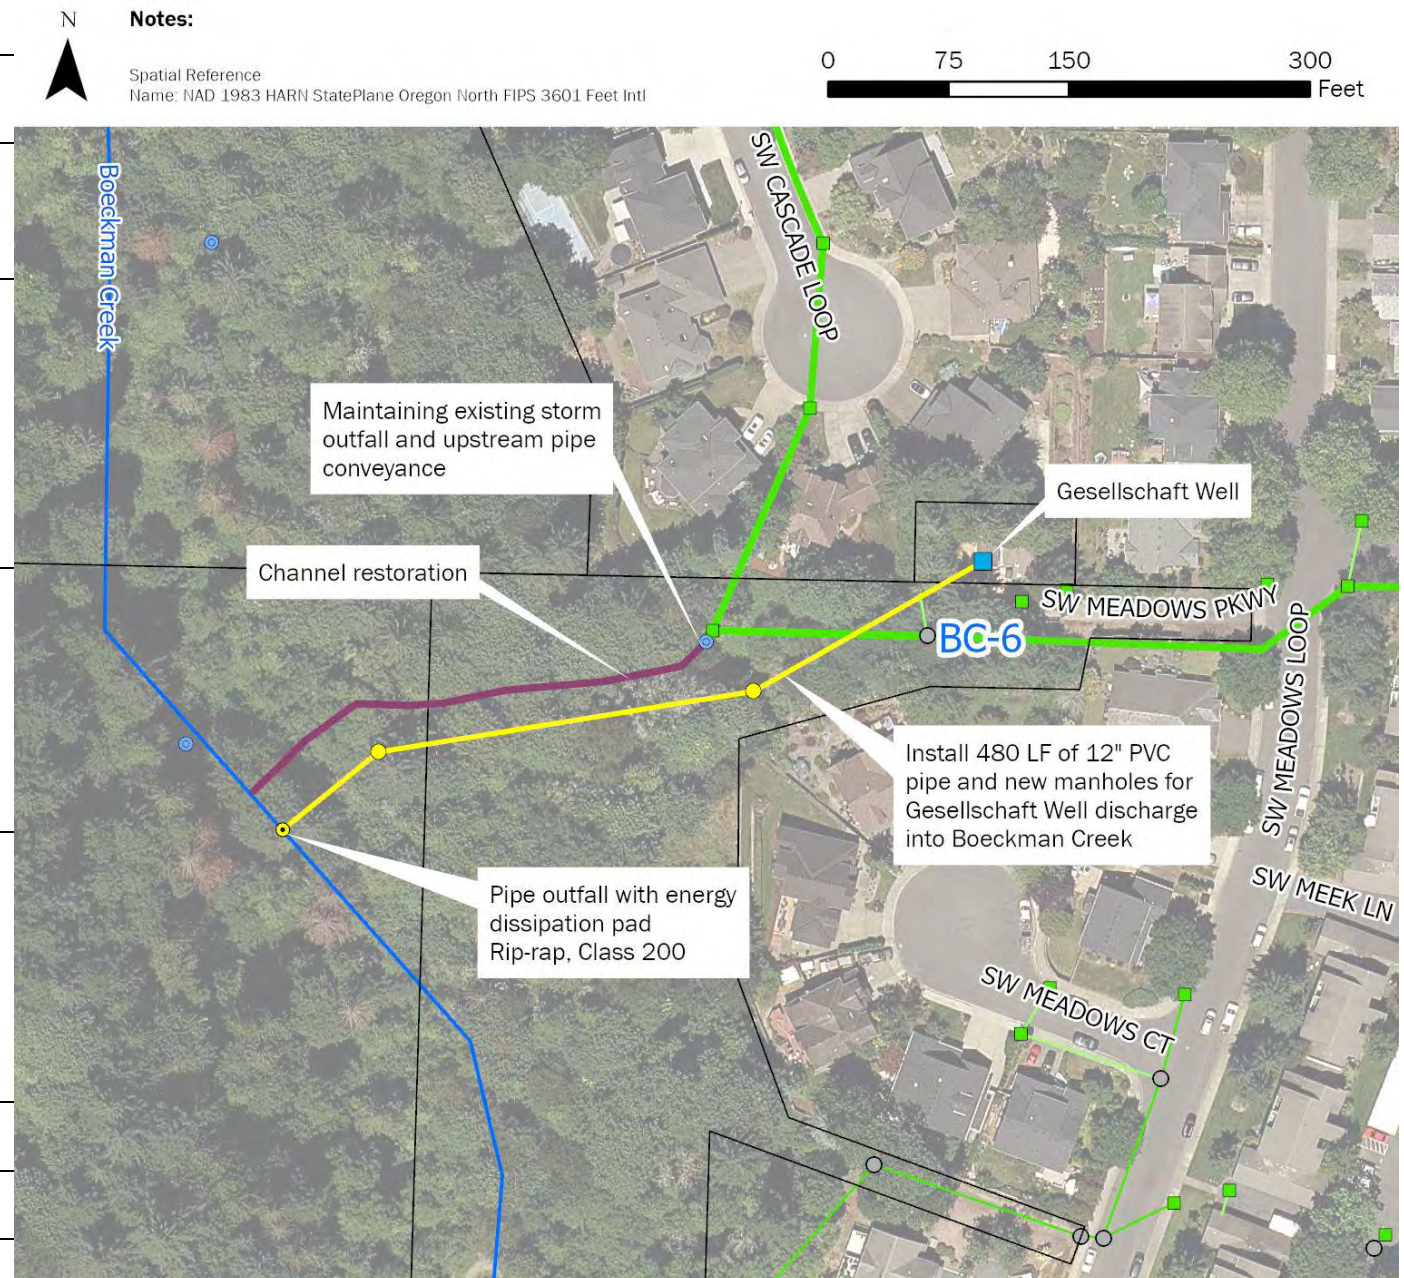 N
Notes:
Spatial Reference
Name: NAD 1983 HARN StatePlane Oregon North FIPS 3601 Feet Intl
0 75 150 300
Feet
Boeckman Creek
SW CASCADE LOOP
Maintaining existing storm
outfall and upstream pipe
conveyance
Gesellschaft Well
Channel restoration
SW MEADOWS PKWY
BC-6
SW MEADOWS LOOP
Install 480 LF of 12" PVC
pipe and new manholes for
Gesellschaft Well discharge
into Boeckman Creek
SW MEEK LN
Pipe outfall with energy
dissipation pad
Rip-rap, Class 200
SW MEADOWS CT